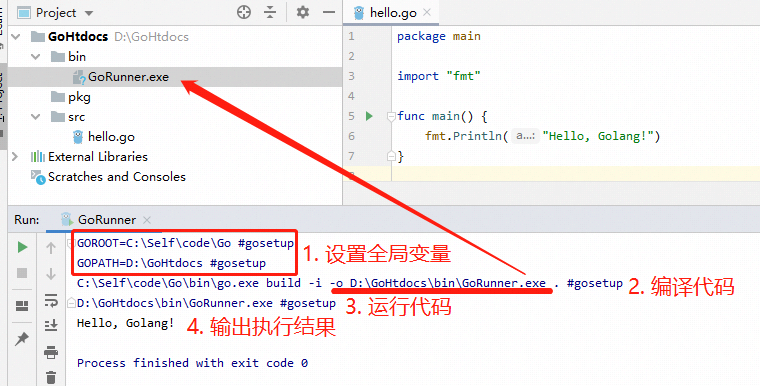 Project
GoHtdocs D:\GoHtdocs
bin
GoRunner.exe
pkg
src
hello.go
External Libraries
Scratches and Consoles
hello.go
1 package main
2
3 import "fmt"
4
5 func main() {
6 fmt.Println( a...: "Hello, Golang!")
7 }
Run: GoRunner
GOROOT=C:\Self\code\Go #gosetup
GOPATH=D:\GoHtdocs #gosetup
1. 设置全局变量
C:\Self\code\Go\bin\go.exe build -i -o D:\GoHtdocs\bin\GoRunner.exe . #gosetup
2. 编译代码
D:\GoHtdocs\bin\GoRunner.exe #gosetup
3. 运行代码
Hello, Golang!
4. 输出执行结果
Process finished with exit code 0